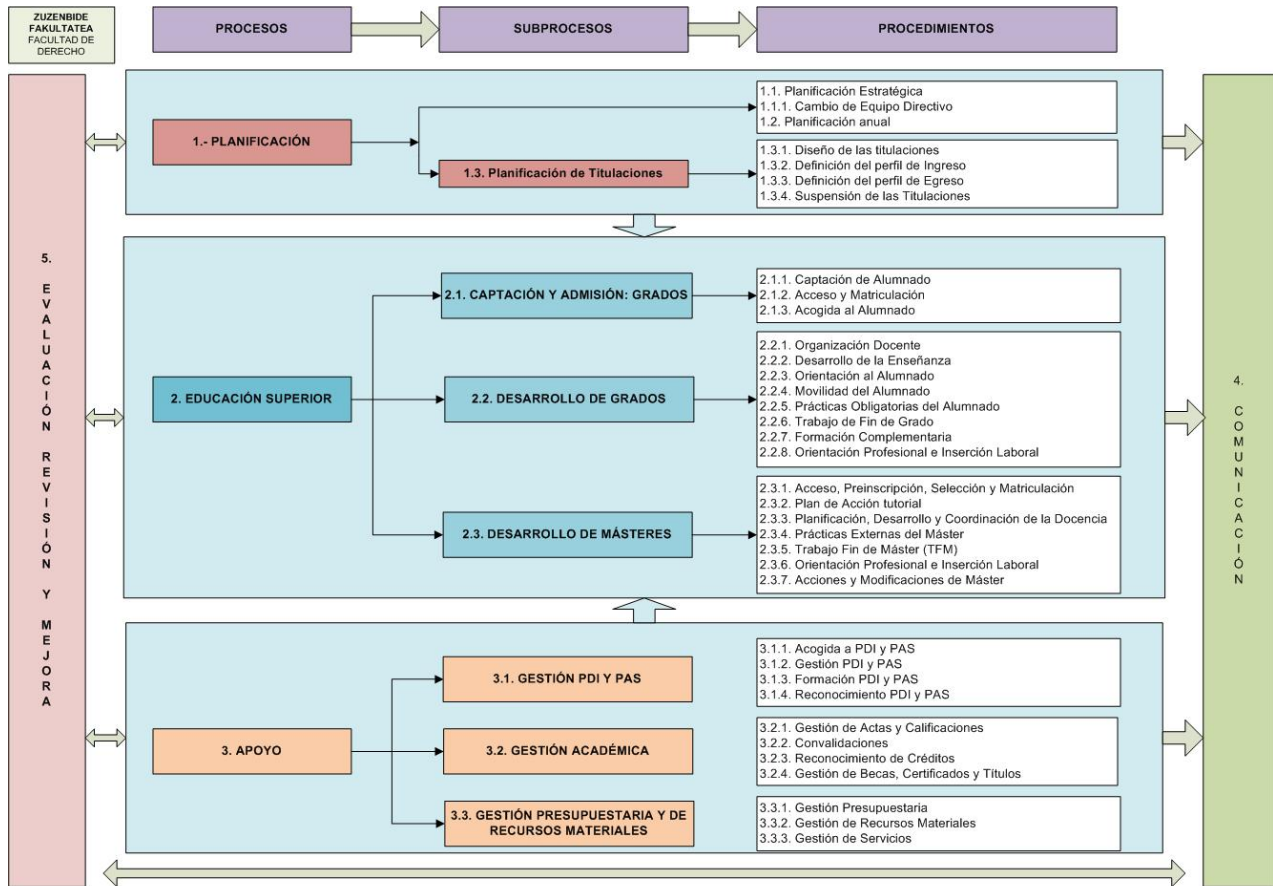 ZUZENBIDE
FAKULTATEA
FACULTAD DE
DERECHO
PROCESOS
SUBPROCESOS
PROCEDIMIENTOS
1.- PLANIFICACIÓN
1.1. Planificación Estratégica
1.1.1. Cambio de Equipo Directivo
1.2. Planificación anual
1.3. Planificación de Titulaciones
1.3.1. Diseño de las titulaciones
1.3.2. Definición del perfil de Ingreso
1.3.3. Definición del perfil de Egreso
1.3.4. Suspensión de las Titulaciones
2. EDUCACIÓN SUPERIOR
2.1. CAPTACIÓN Y ADMISIÓN: GRADOS
2.1.1. Captación de Alumnado
2.1.2. Acceso y Matriculación
2.1.3. Acogida al Alumnado
2.2. DESARROLLO DE GRADOS
2.2.1. Organización Docente
2.2.2. Desarrollo de la Enseñanza
2.2.3. Orientación al Alumnado
2.2.4. Movilidad del Alumnado
2.2.5. Prácticas Obligatorias del Alumnado
2.2.6. Trabajo de Fin de Grado
2.2.7. Formación Complementaria
2.2.8. Orientación Profesional e Inserción Laboral
2.3. DESARROLLO DE MÁSTERES
2.3.1. Acceso, Preinscripción, Selección y Matriculación
2.3.2. Plan de Acción tutorial
2.3.3. Planificación, Desarrollo y Coordinación de la Docencia
2.3.4. Prácticas Externas del Máster
2.3.5. Trabajo Fin de Máster (TFM)
2.3.6. Orientación Profesional e Inserción Laboral
2.3.7. Acciones y Modificaciones de Máster
3. APOYO
3.1. GESTIÓN PDI Y PAS
3.1.1. Acogida a PDI y PAS
3.1.2. Gestión PDI y PAS
3.1.3. Formación PDI y PAS
3.1.4. Reconocimiento PDI y PAS
3.2. GESTIÓN ACADÉMICA
3.2.1. Gestión de Actas y Calificaciones
3.2.2. Convalidaciones
3.2.3. Reconocimiento de Créditos
3.2.4. Gestión de Becas, Certificados y Títulos
3.3. GESTIÓN PRESUPUESTARIA Y DE
RECURSOS MATERIALES
3.3.1. Gestión Presupuestaria
3.3.2. Gestión de Recursos Materiales
3.3.3. Gestión de Servicios
5. EVALUACIÓN REVISIÓN Y MEJORA
4. COMUNICACIÓN